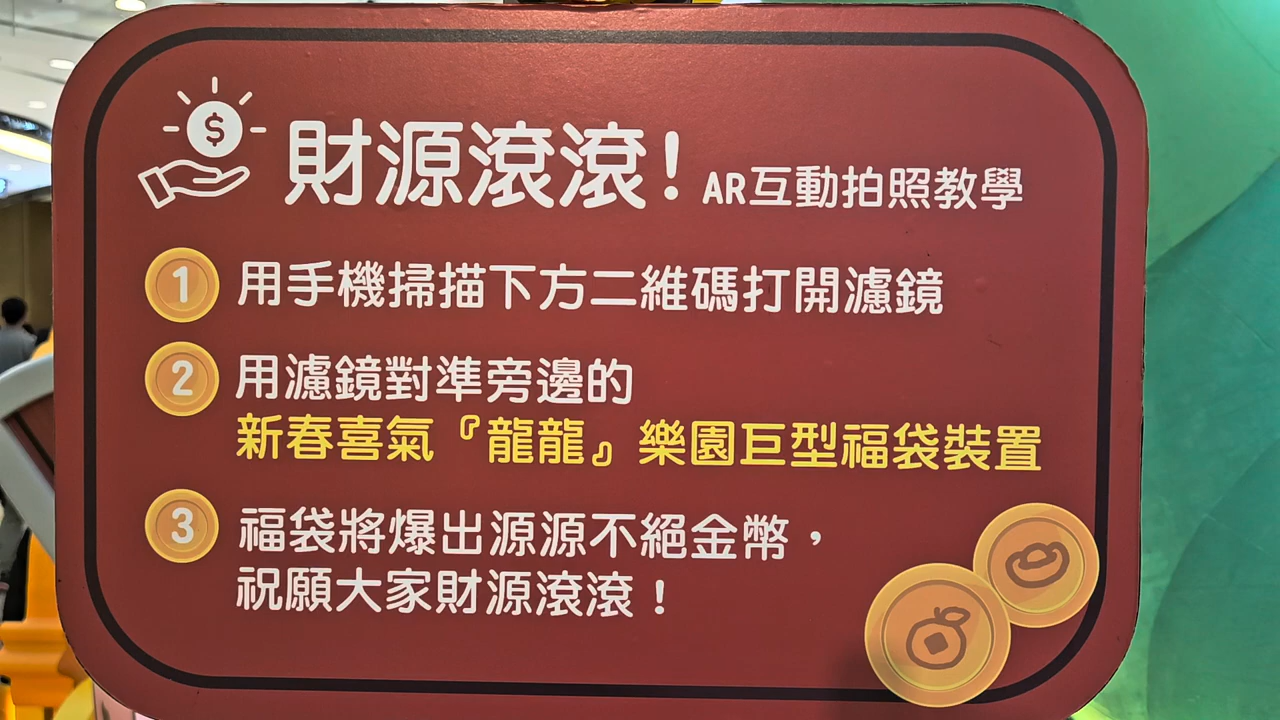 $
財源滾滾！AR互動拍照教學
1 用手機掃描下方二維碼打開濾鏡
2 用濾鏡對準旁邊的
新春喜氣『龍龍』樂園巨型福袋裝置
3 福袋將爆出源源不絕金幣，
祝願大家財源滾滾！